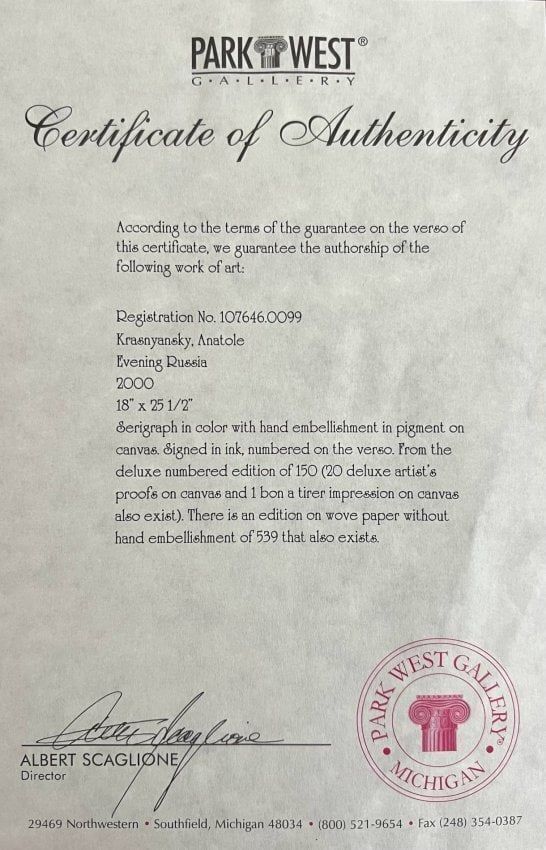 PARK WEST®
G·A·L·L·E·R·Y
Certificate of Authenticity
According to the terms of the guarantee on the verso of
this certificate, we guarantee the authorship of the
following work of art:
Registration No. 107646.0099
Krasnyansky, Anatole
Evening Russia
2000
18" x 25 1/2"
Serigraph in color with hand embellishment in pigment on
canvas. Signed in ink, numbered on the verso. From the
deluxe numbered edition of 150 (20 deluxe artist's
proofs on canvas and 1 bon a tirer impression on canvas
also exist). There is an edition on wove paper without
hand embellishment of 539 that also exists.
PARK WEST GALLERY®
• MICHIGAN •
ALBERT SCAGLIONE
Director
29469 Northwestern • Southfield, Michigan 48034 • (800) 521-9654 • Fax (248) 354-0387